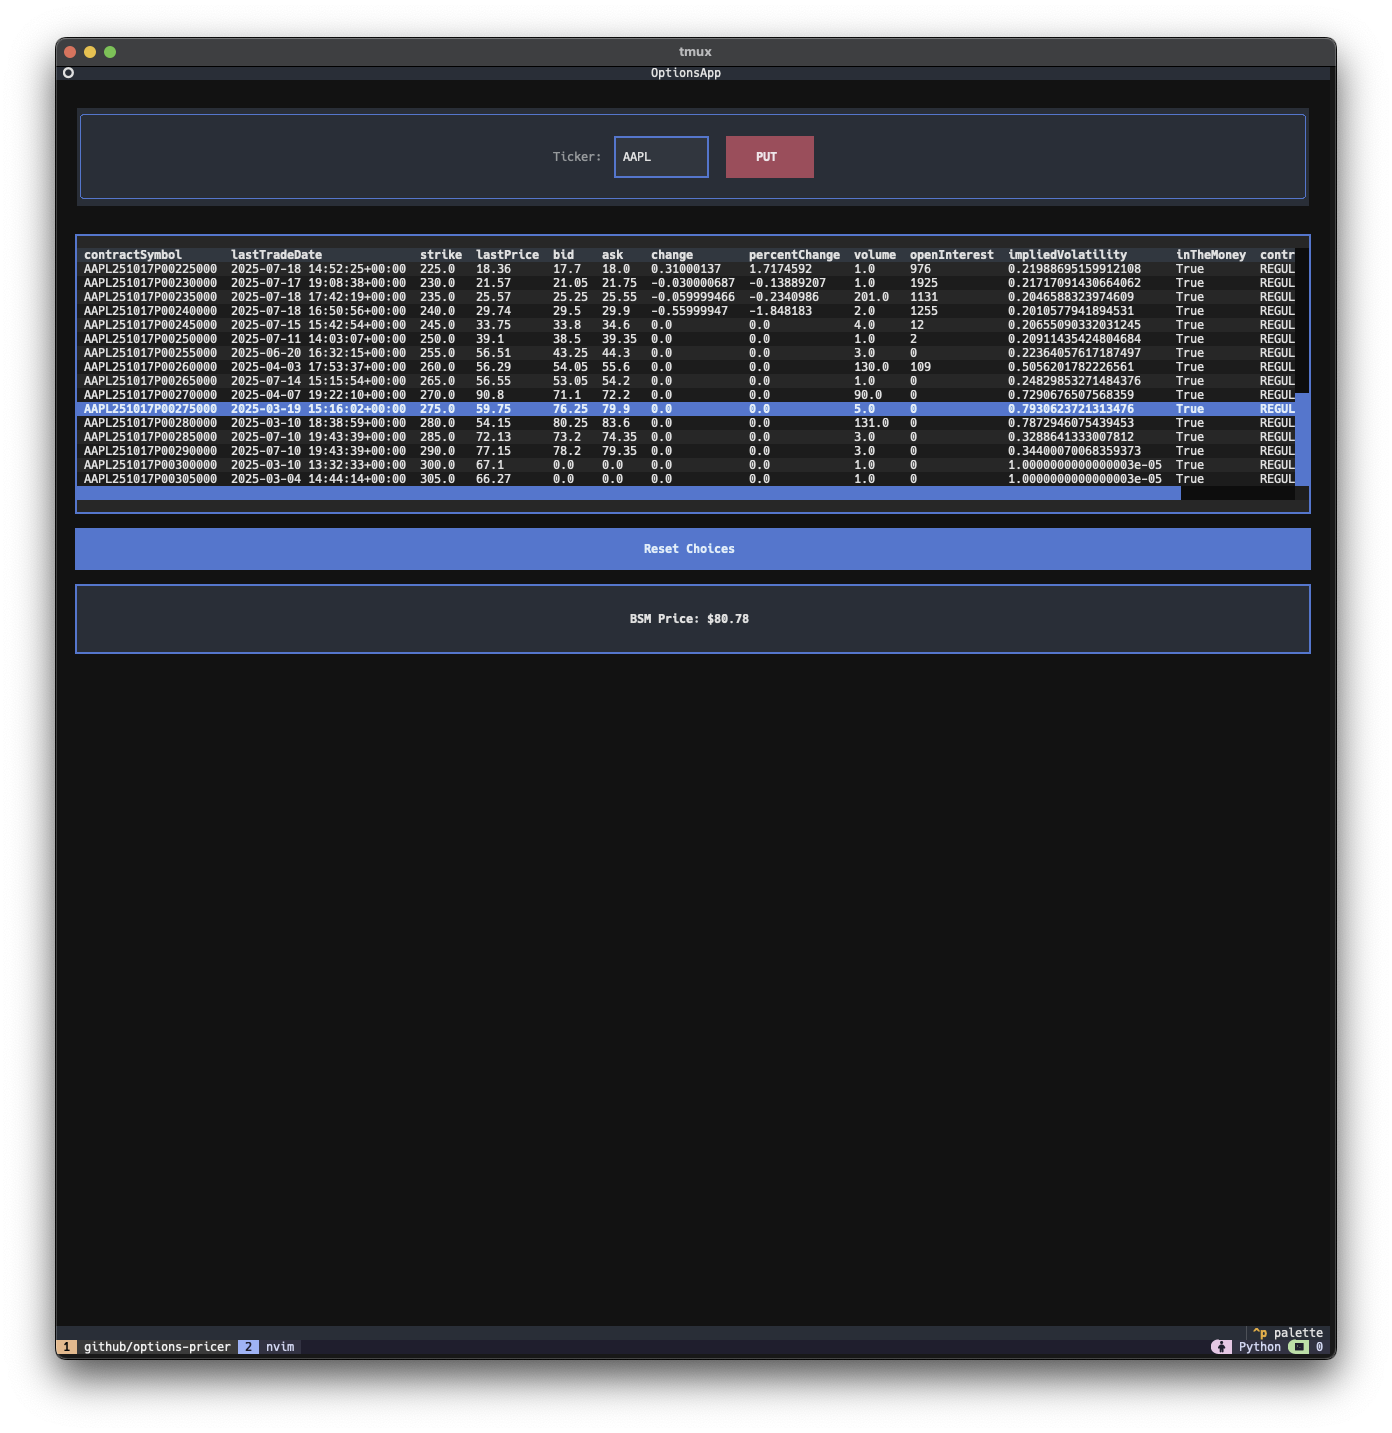 tmux
OptionsApp
Ticker: AAPL PUT
contractSymbol lastTradeDate strike lastPrice bid ask change percentChange volume openInterest impliedVolatility inTheMoney contr
AAPL251017P00225000 2025-07-18 14:52:25+00:00 225.0 18.36 17.7 18.0 0.31000137 1.7174592 1.0 976 0.21988695159912108 True REGUL
AAPL251017P00230000 2025-07-17 19:08:38+00:00 230.0 21.57 21.05 21.75 -0.030000687 -0.13889207 1.0 1925 0.21717091430664062 True REGUL
AAPL251017P00235000 2025-07-18 17:42:19+00:00 235.0 25.57 25.25 25.55 -0.059999466 -0.2340986 201.0 1131 0.2046588323974609 True REGUL
AAPL251017P00240000 2025-07-18 16:50:56+00:00 240.0 29.74 29.5 29.9 -0.55999947 -1.848183 2.0 1255 0.2010577941894531 True REGUL
AAPL251017P00245000 2025-07-15 15:42:54+00:00 245.0 33.75 33.8 34.6 0.0 0.0 4.0 12 0.20655090332031245 True REGUL
AAPL251017P00250000 2025-07-11 14:03:07+00:00 250.0 39.1 38.5 39.35 0.0 0.0 1.0 2 0.20911435424804684 True REGUL
AAPL251017P00255000 2025-06-20 16:32:15+00:00 255.0 56.51 43.25 44.3 0.0 0.0 3.0 0 0.22364057617187497 True REGUL
AAPL251017P00260000 2025-04-03 17:53:37+00:00 260.0 56.29 54.05 55.6 0.0 0.0 130.0 109 0.5056201782226561 True REGUL
AAPL251017P00265000 2025-07-14 15:15:54+00:00 265.0 56.55 53.05 54.2 0.0 0.0 1.0 0 0.24829853271484376 True REGUL
AAPL251017P00270000 2025-04-07 19:22:10+00:00 270.0 90.8 71.1 72.2 0.0 0.0 90.0 0 0.7290676507568359 True REGUL
AAPL251017P00275000 2025-03-19 15:16:02+00:00 275.0 59.75 76.25 79.9 0.0 0.0 5.0 0 0.7930623721313476 True REGUL
AAPL251017P00280000 2025-03-10 18:38:59+00:00 280.0 54.15 80.25 83.6 0.0 0.0 131.0 0 0.7872946075439453 True REGUL
AAPL251017P00285000 2025-07-10 19:43:39+00:00 285.0 72.13 73.2 74.35 0.0 0.0 3.0 0 0.3288641333007812 True REGUL
AAPL251017P00290000 2025-07-10 19:43:39+00:00 290.0 77.15 78.2 79.35 0.0 0.0 3.0 0 0.34400070068359373 True REGUL
AAPL251017P00300000 2025-03-10 13:32:33+00:00 300.0 67.1 0.0 0.0 0.0 0.0 1.0 0 1.0000000000000003e-05 True REGUL
AAPL251017P00305000 2025-03-04 14:44:14+00:00 305.0 66.27 0.0 0.0 0.0 0.0 1.0 0 1.0000000000000003e-05 True REGUL
Reset Choices
BSM Price: $80.78
^p palette
1 github/options-pricer 2 nvim Python 0